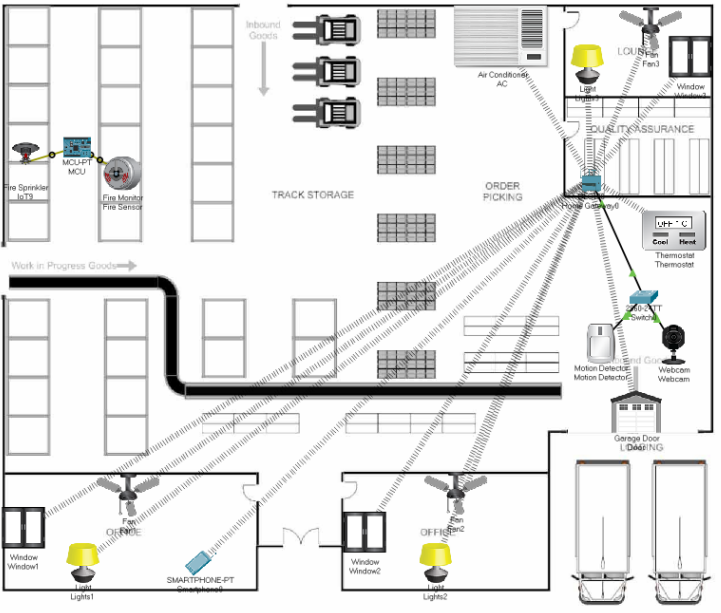 Inbound
Goods
Air Conditioner
AC
LOUNGE
Fan
Fan3
Light
Lights3
Window
Window3
QUALITY ASSURANCE
MCU-PT
MCU
Fire Sprinkler
IoT9
Fire Monitor
Fire Sensor
TRACK STORAGE
ORDER
PICKING
Home Gateway0
OFF °C
Cool Heat
Thermostat
Thermostat
Work in Progress Goods
2960-24TT
Switch0
Motion Detector
Motion Detector
Webcam
Webcam
Garage Door
Door
LOADING
Fan
OFFICE
Window
Window1
Light
Lights1
SMARTPHONE-PT
Smartphone0
Fan
Fan2
OFFICE
Window
Window2
Light
Lights2